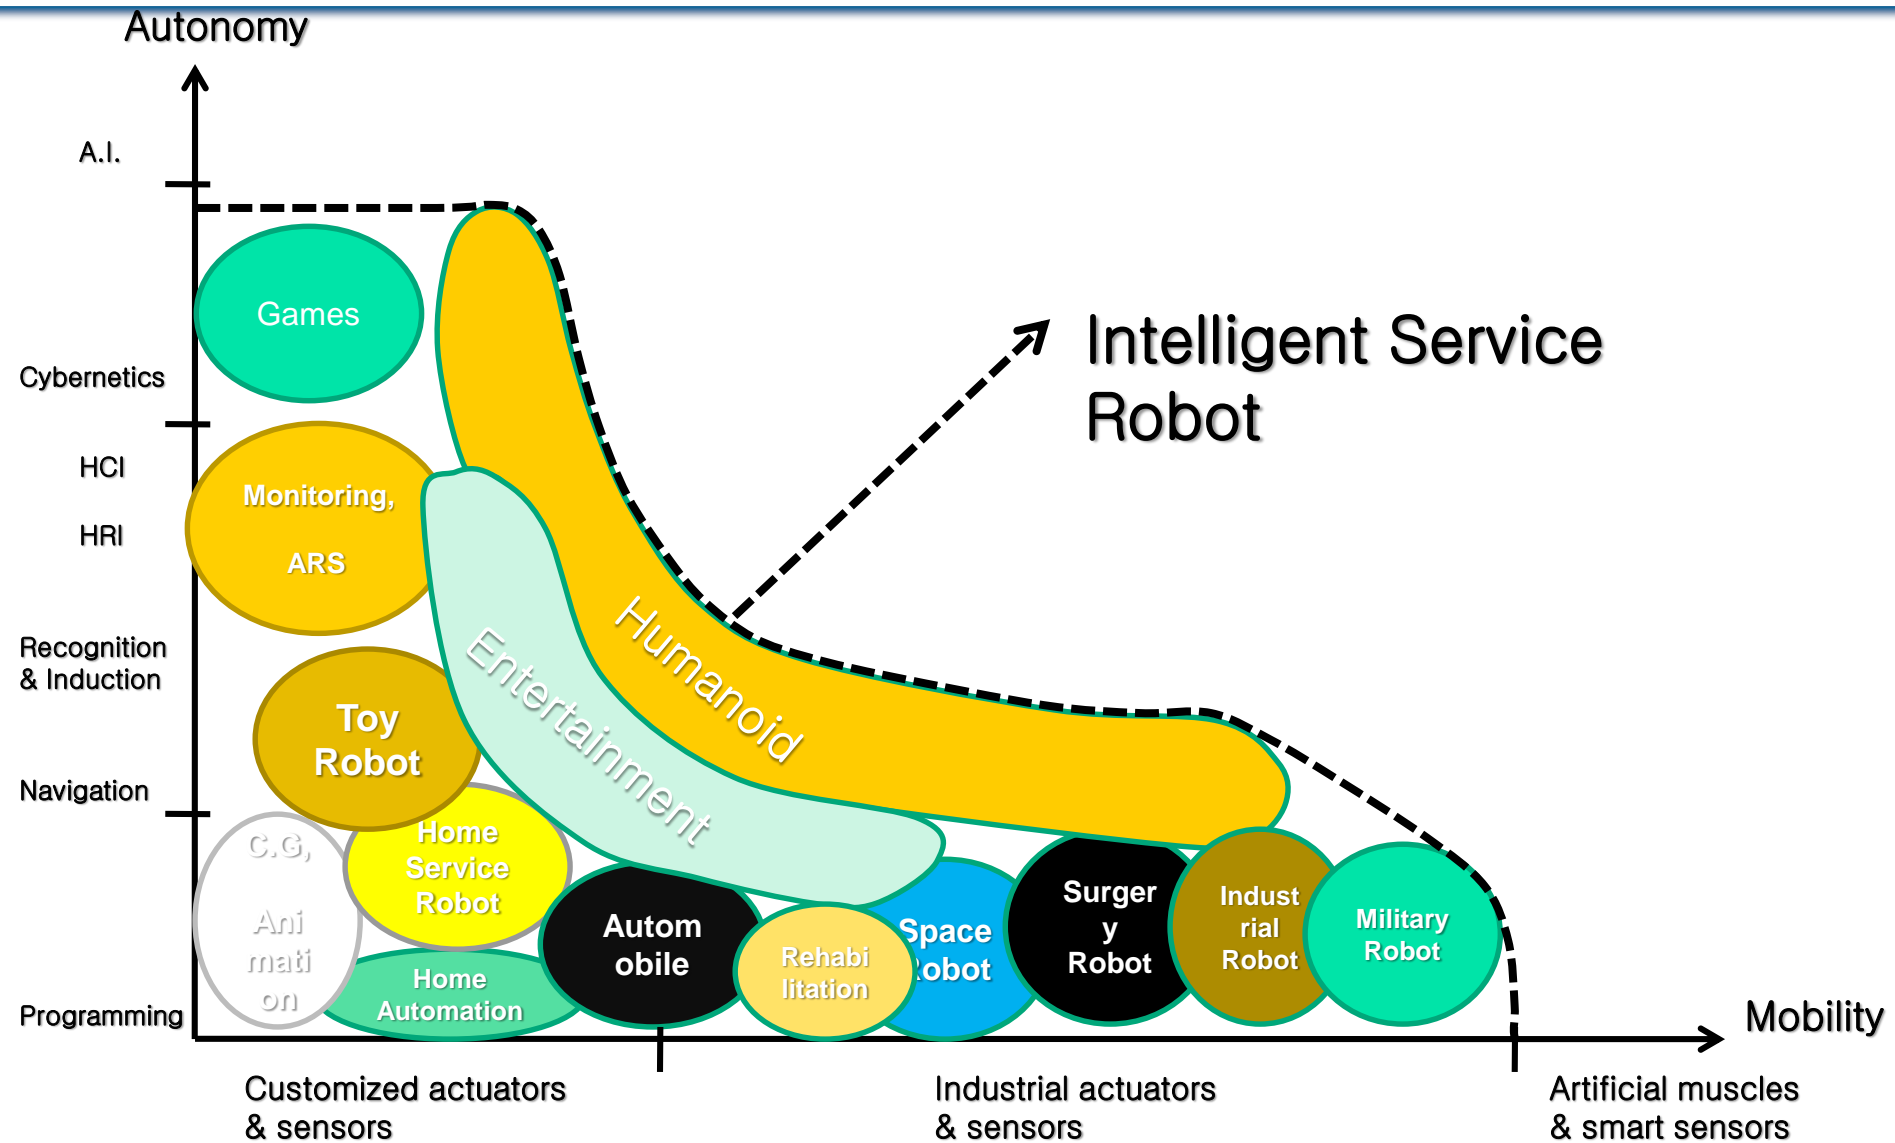 Autonomy
A.I.
Games
Intelligent Service
Robot
Cybernetics
HCI
Monitoring,
HRI
ARS
Humanoid
Entertainment
Recognition
& Induction
Toy
Robot
Navigation
C.G,
Ani
mati
on
Home
Service
Robot
Home
Automation
Autom
obile
Rehabi
litation
Space
Robot
Surger
y
Robot
Indust
rial
Robot
Military
Robot
Programming
Mobility
Customized actuators
& sensors
Industrial actuators
& sensors
Artificial muscles
& smart sensors